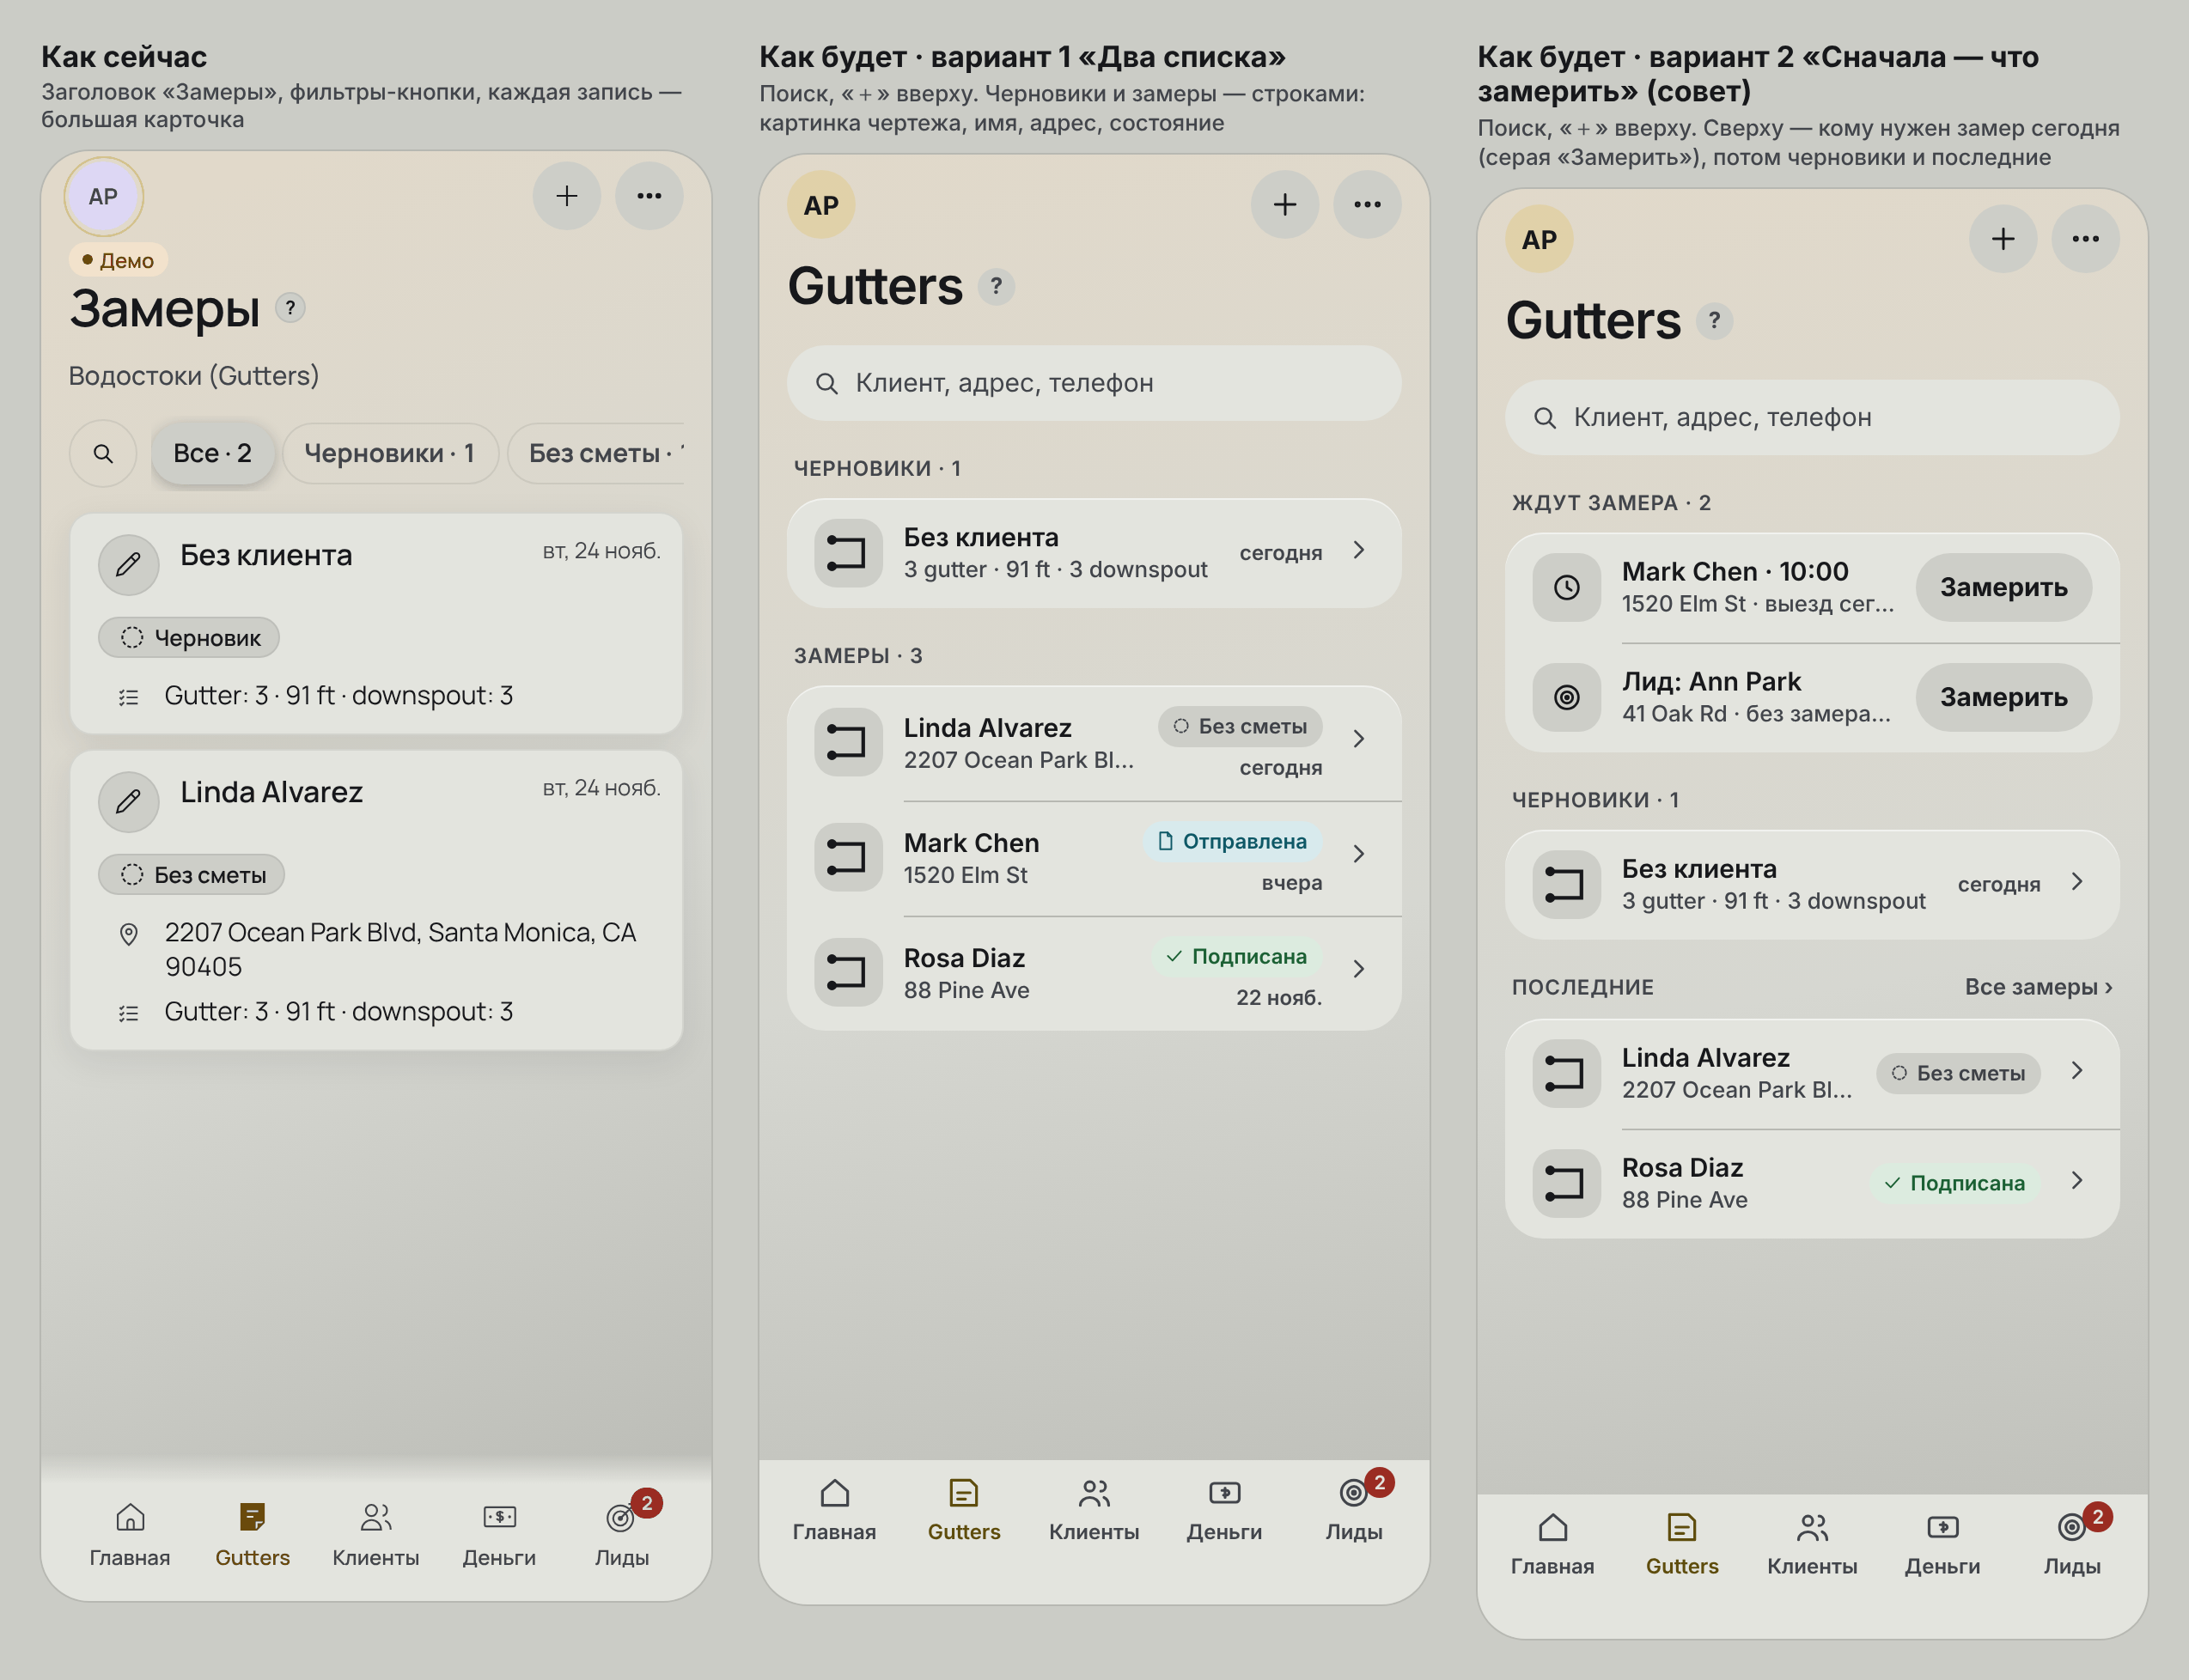 Как сейчас
Заголовок «Замеры», фильтры-кнопки, каждая запись —
большая карточка
AP
Демо
Замеры ?
Водостоки (Gutters)
Все · 2
Черновики · 1
Без сметы ·
Без клиента
вт, 24 нояб.
Черновик
Gutter: 3 · 91 ft · downspout: 3
Linda Alvarez
вт, 24 нояб.
Без сметы
2207 Ocean Park Blvd, Santa Monica, CA
90405
Gutter: 3 · 91 ft · downspout: 3
Главная
Gutters
Клиенты
Деньги
2
Лиды
Как будет · вариант 1 «Два списка»
Поиск, «+» вверху. Черновики и замеры — строками:
картинка чертежа, имя, адрес, состояние
AP
Gutters ?
Клиент, адрес, телефон
ЧЕРНОВИКИ · 1
Без клиента
3 gutter · 91 ft · 3 downspout
сегодня
ЗАМЕРЫ · 3
Linda Alvarez
2207 Ocean Park Bl...
Без сметы
сегодня
Mark Chen
1520 Elm St
Отправлена
вчера
Rosa Diaz
88 Pine Ave
Подписана
22 нояб.
Главная
Gutters
Клиенты
Деньги
2
Лиды
Как будет · вариант 2 «Сначала — что
замерить» (совет)
Поиск, «+» вверху. Сверху — кому нужен замер сегодня
(серая «Замерить»), потом черновики и последние
AP
Gutters ?
Клиент, адрес, телефон
ЖДУТ ЗАМЕРА · 2
Mark Chen · 10:00
1520 Elm St · выезд сег...
Замерить
Лид: Ann Park
41 Oak Rd · без замера...
Замерить
ЧЕРНОВИКИ · 1
Без клиента
3 gutter · 91 ft · 3 downspout
сегодня
ПОСЛЕДНИЕ
Все замеры ›
Linda Alvarez
2207 Ocean Park Bl...
Без сметы
Rosa Diaz
88 Pine Ave
Подписана
Главная
Gutters
Клиенты
Деньги
2
Лиды